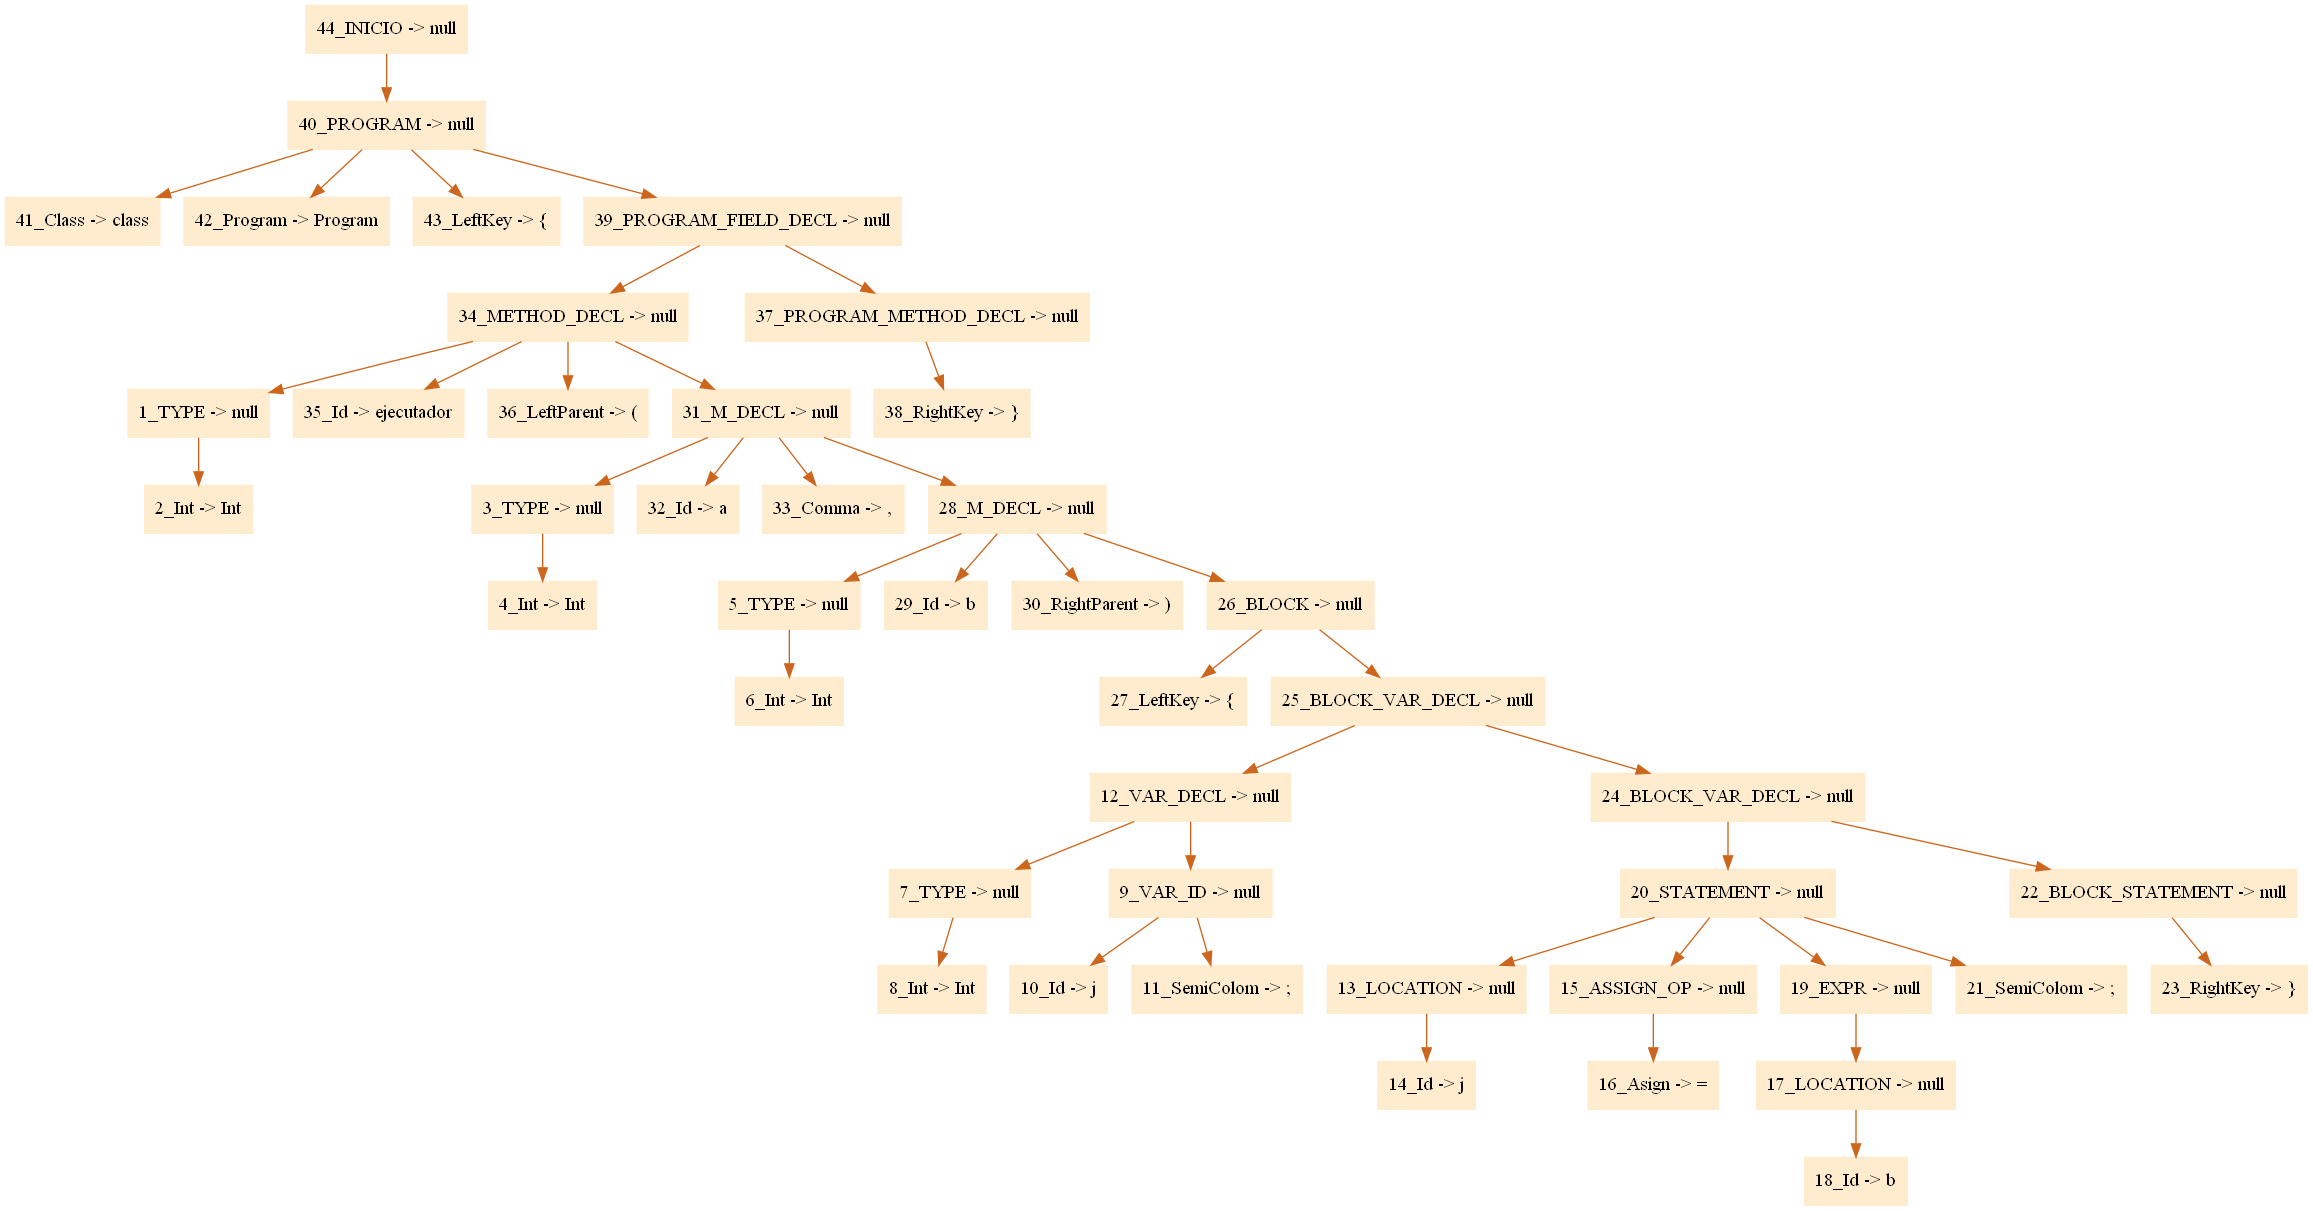 44_INICIO -> null
40_PROGRAM -> null
41_Class -> class
42_Program -> Program
43_LeftKey -> {
39_PROGRAM_FIELD_DECL -> null
34_METHOD_DECL -> null
37_PROGRAM_METHOD_DECL -> null
1_TYPE -> null
35_Id -> ejecutador
36_LeftParent -> (
31_M_DECL -> null
38_RightKey -> }
2_Int -> Int
3_TYPE -> null
32_Id -> a
33_Comma -> ,
28_M_DECL -> null
4_Int -> Int
5_TYPE -> null
29_Id -> b
30_RightParent -> )
26_BLOCK -> null
6_Int -> Int
27_LeftKey -> {
25_BLOCK_VAR_DECL -> null
12_VAR_DECL -> null
24_BLOCK_VAR_DECL -> null
7_TYPE -> null
9_VAR_ID -> null
20_STATEMENT -> null
22_BLOCK_STATEMENT -> null
8_Int -> Int
10_Id -> j
11_SemiColom -> ;
13_LOCATION -> null
15_ASSIGN_OP -> null
19_EXPR -> null
21_SemiColom -> ;
23_RightKey -> }
14_Id -> j
16_Asign -> =
17_LOCATION -> null
18_Id -> b